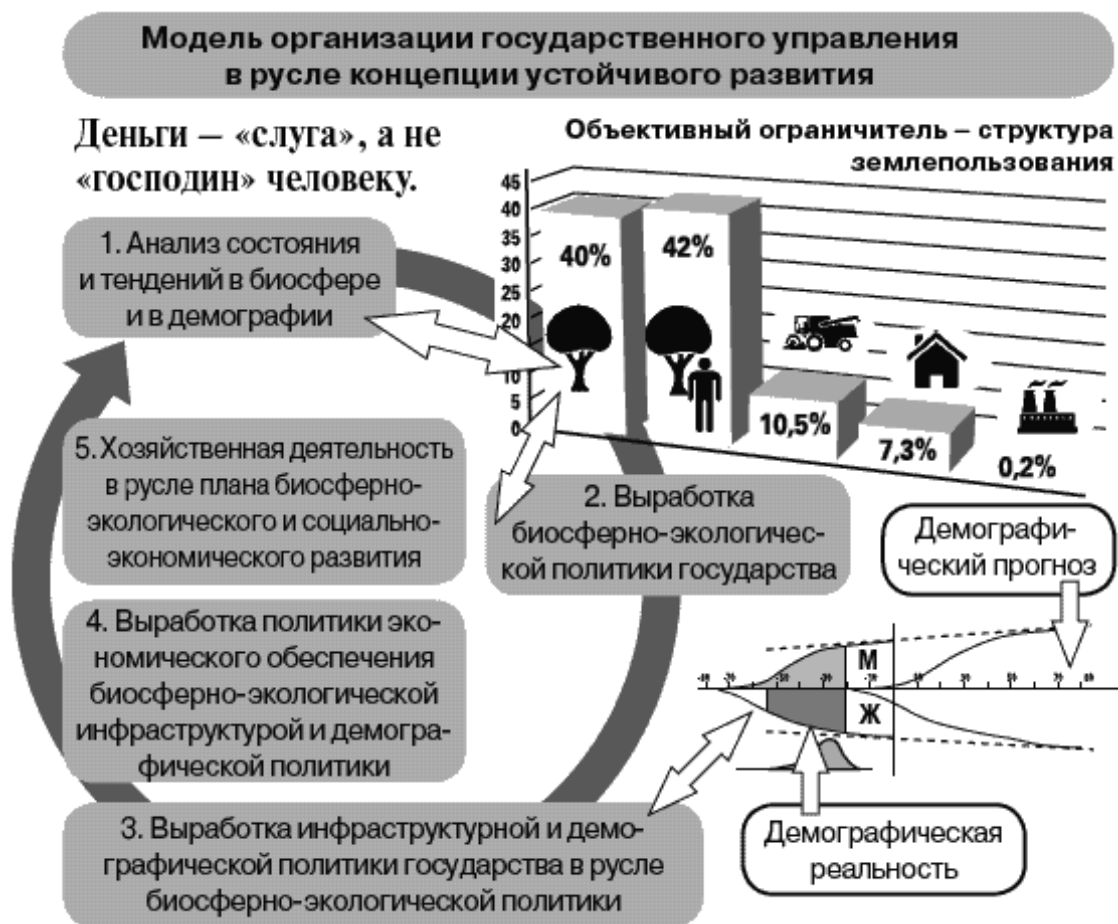 Модель организации государственного управления
в русле концепции устойчивого развития
Деньги – «слуга», а не
«господин» человеку.
Объективный ограничитель – структура
землепользования
45
40
35
30
25
20
10
5
0
40%
42%
10,5%
7,3%
0,2%
1. Анализ состояния
и тендений в биосфере
и в демографии
2. Выработка
биосферно-экологичес-
кой политики государства
5. Хозяйственная деятельность
в русле плана биосферно-
экологического и социально-
экономического развития
4. Выработка политики эко-
номического обеспечения
биосферно-экологической
инфраструктурой и демогра-
фической политики
3. Выработка инфраструктурной и демо-
графической политики государства в русле
биосферно-экологической политики
Демографи-
ческий прогноз
М
Ж
Демографическая
реальность